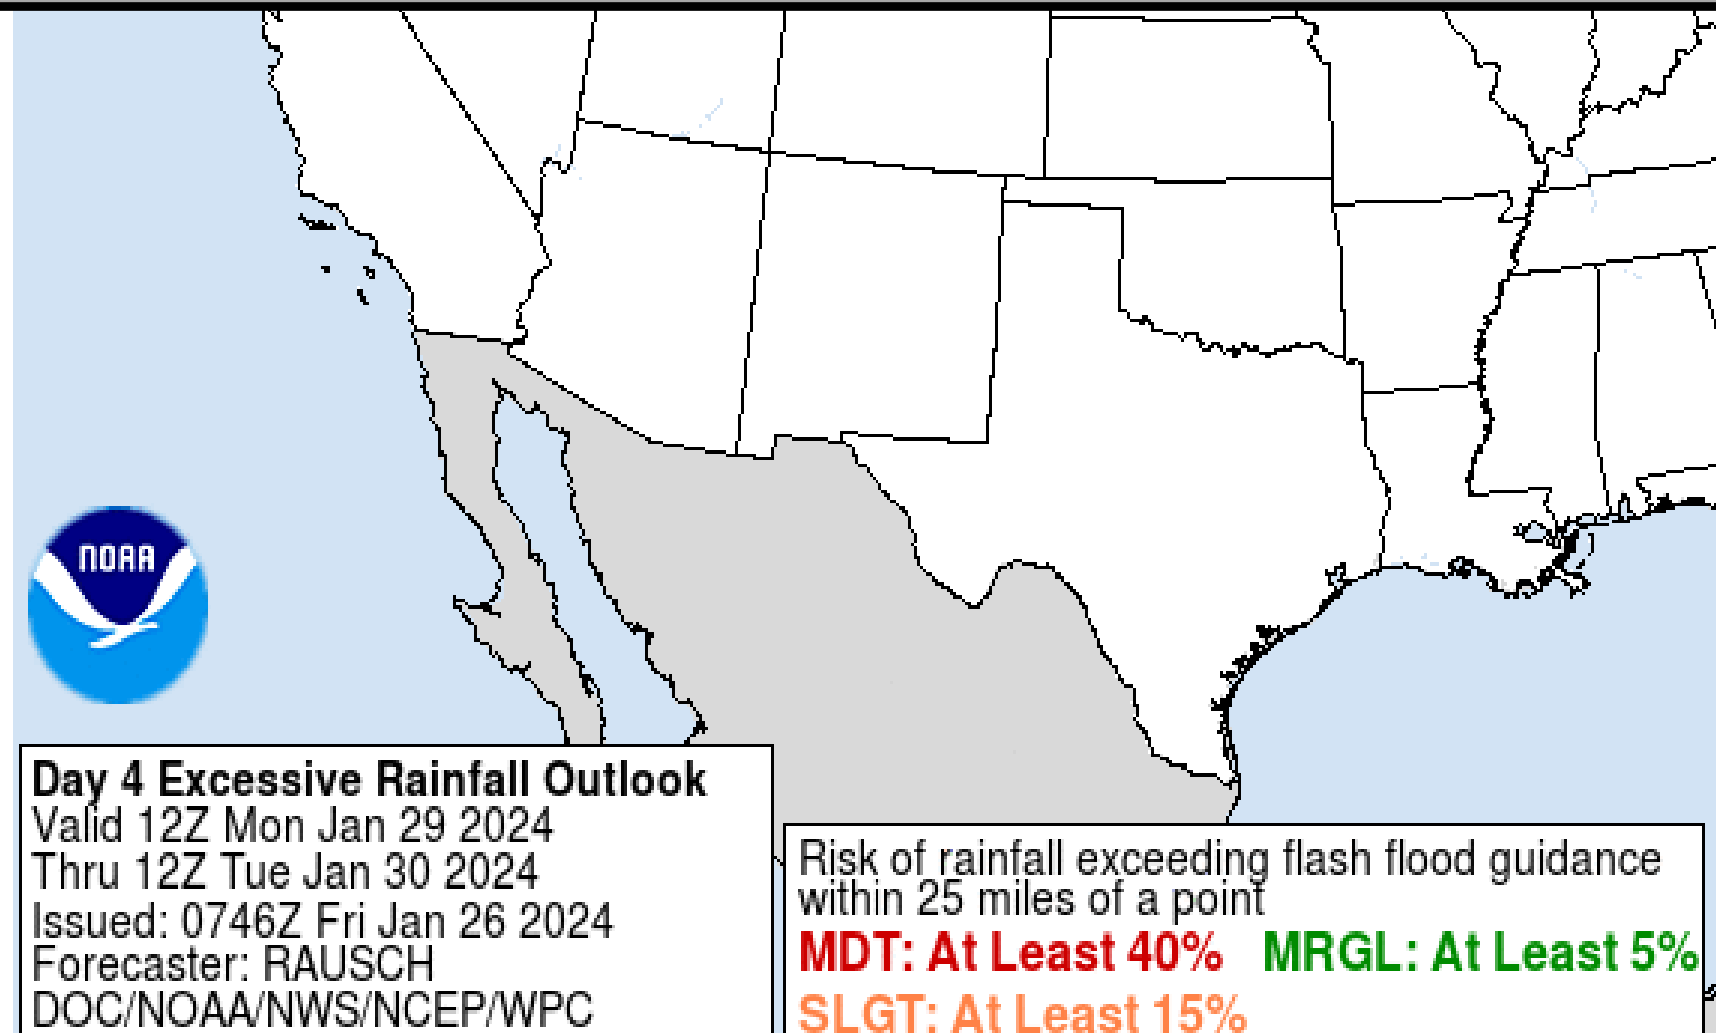 NOAA
Day 4 Excessive Rainfall Outlook
Valid 12Z Mon Jan 29 2024
Thru 12Z Tue Jan 30 2024
Issued: 0746Z Fri Jan 26 2024
Forecaster: RAUSCH
DOC/NOAA/NWS/NCEP/WPC
Risk of rainfall exceeding flash flood guidance
within 25 miles of a point
MDT: At Least 40% MRGL: At Least 5%
SLGT: At Least 15%